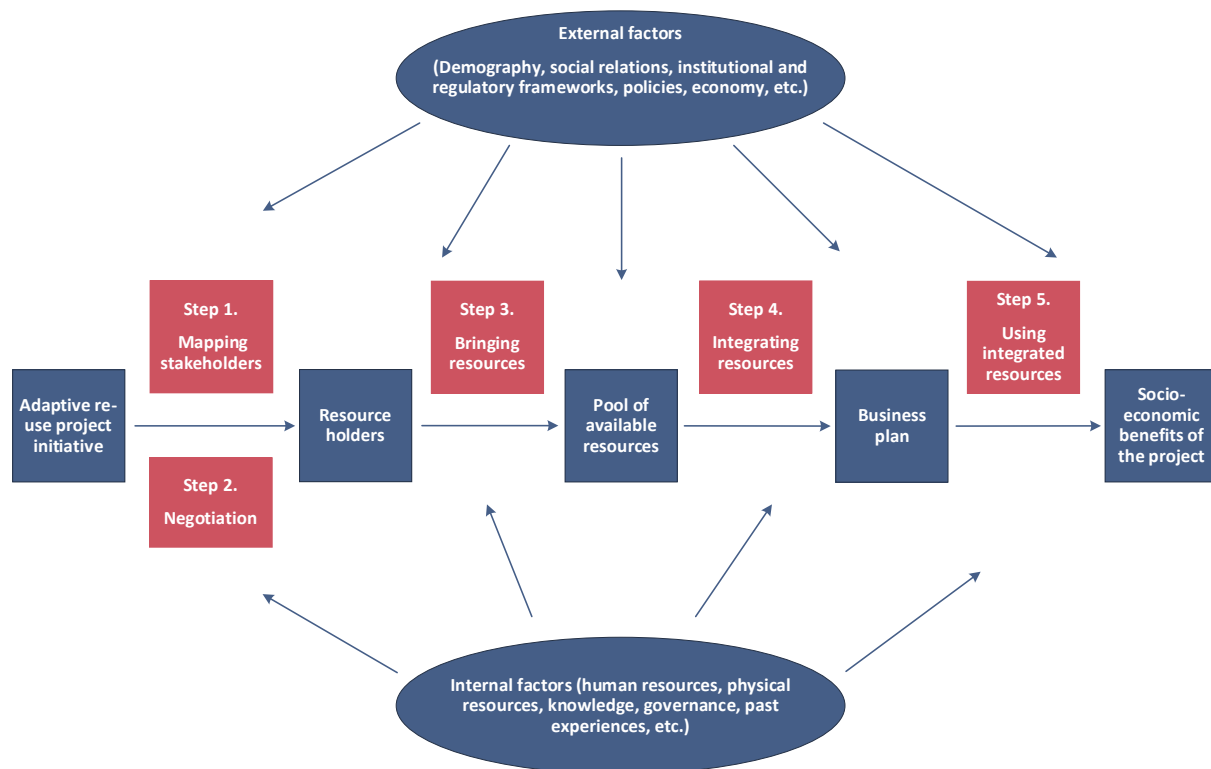 External factors
(Demography, social relations, institutional and
regulatory frameworks, policies, economy, etc.)
Step 1.
Mapping
stakeholders
Step 3.
Bringing
resources
Step 4.
Integrating
resources
Step 5.
Using
integrated
resources
Adaptive re-
use project
initiative
Resource
holders
Pool of
available
resources
Business
plan
Socio-
economic
benefits of
the project
Step 2.
Negotiation
Internal factors (human resources, physical
resources, knowledge, governance, past
experiences, etc.)